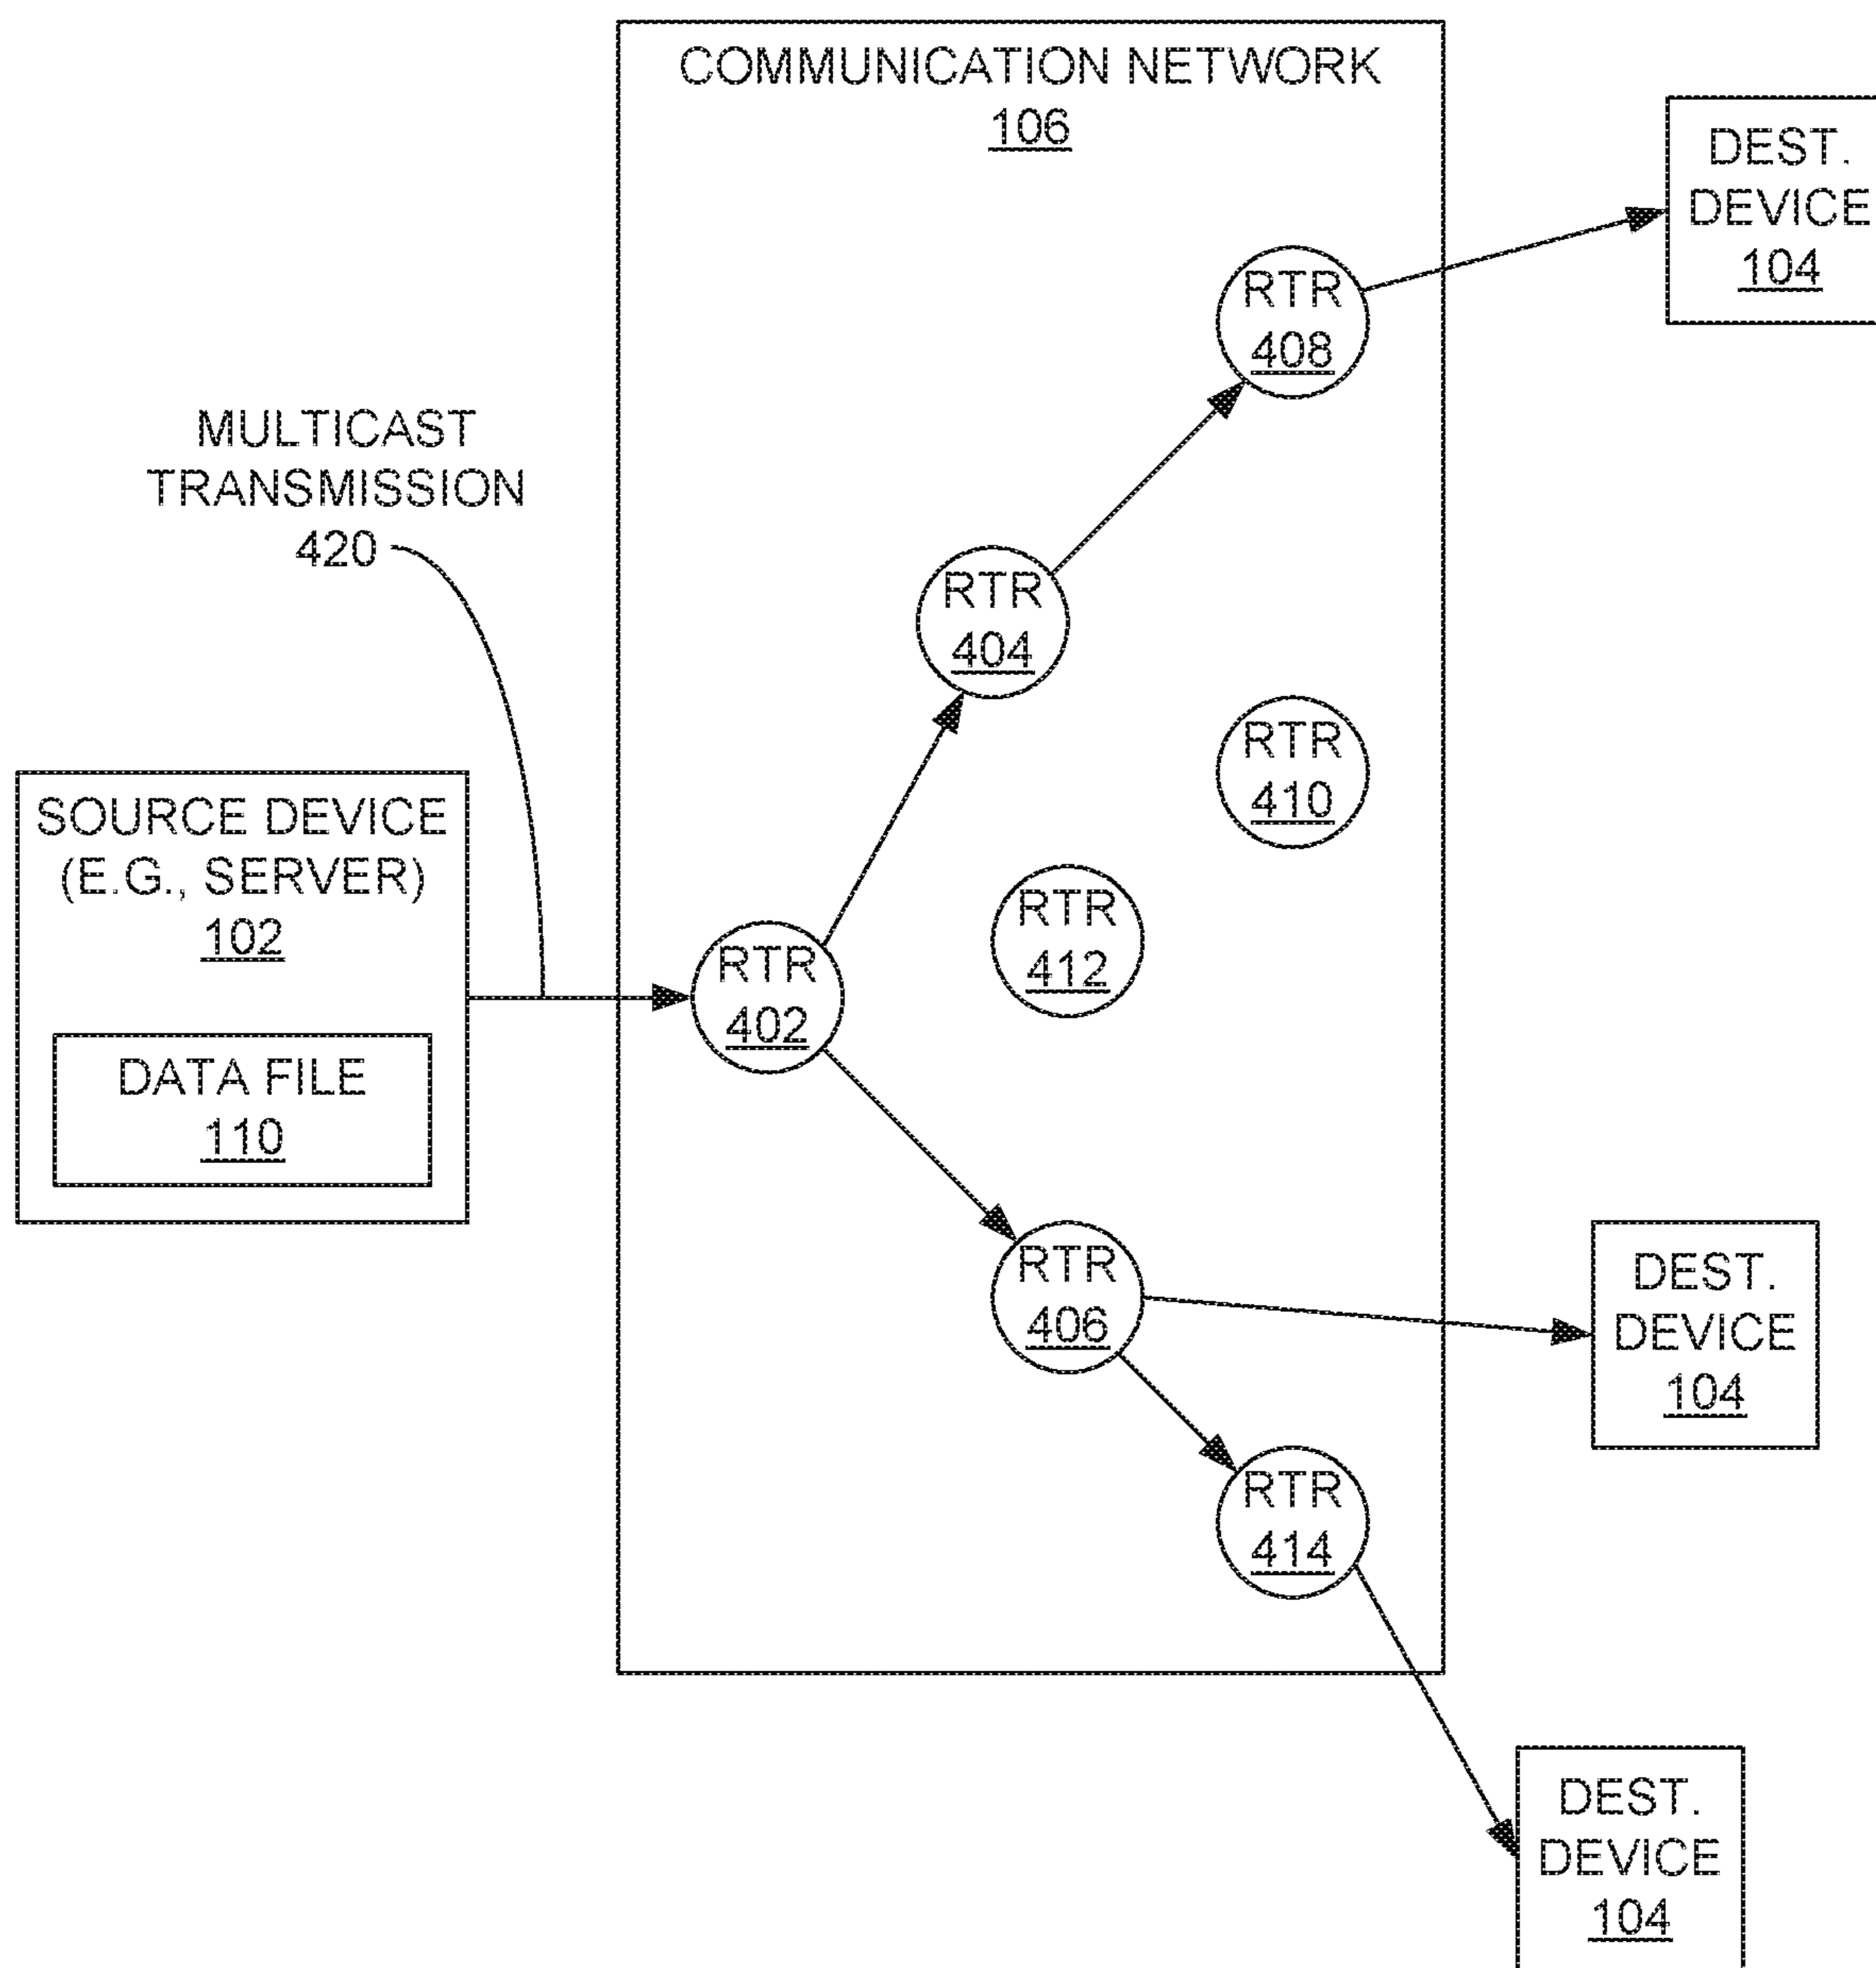 COMMUNICATION NETWORK
106
DEST.
DEVICE
104
RTR
408
MULTICAST
TRANSMISSION
420
RTR
404
RTR
410
SOURCE DEVICE
(E.G., SERVER)
102
RTR
412
RTR
402
DATA FILE
110
RTR
406
DEST.
DEVICE
104
RTR
414
DEST.
DEVICE
104